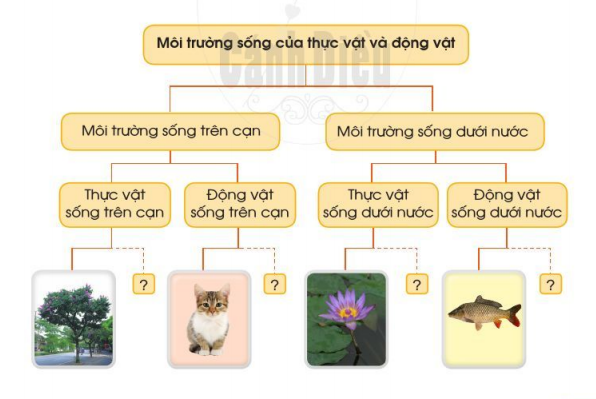 Cánh Diều
Môi trường sống của thực vật và động vật
Môi trường sống trên cạn
Môi trường sống dưới nước
Thực vật
sống trên cạn
Động vật
sống trên cạn
Thực vật
sống dưới nước
Động vật
sống dưới nước
?
?
?
?